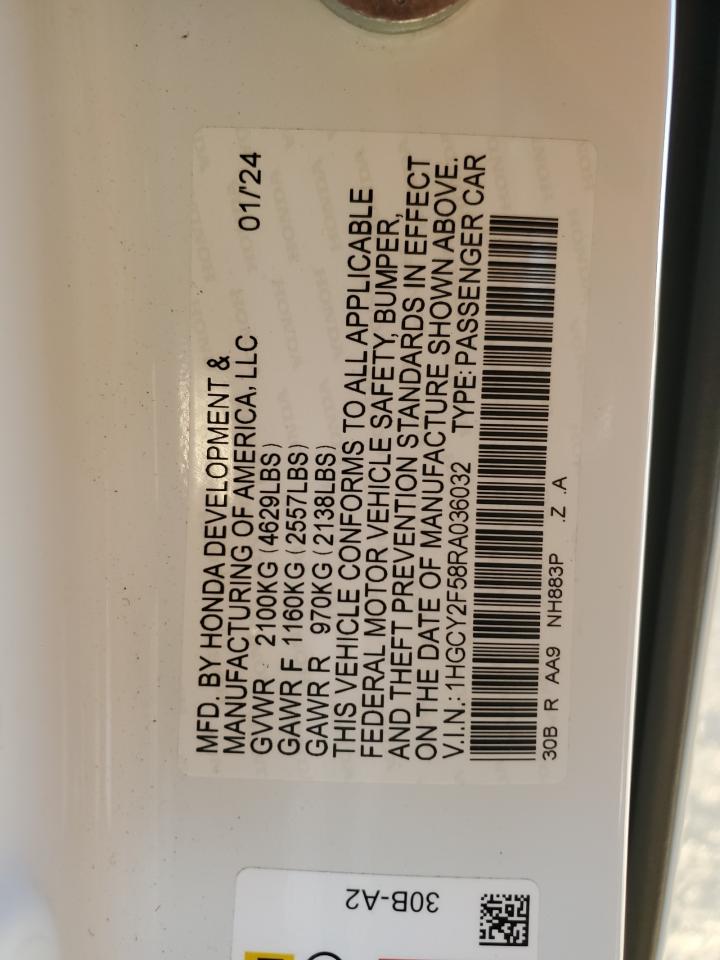 MFD. BY HONDA DEVELOPMENT &
MANUFACTURING OF AMERICA, LLC 01/'24
GVWR 2100KG (4629LBS)
GAWR F 1160KG (2557LBS)
GAWR R 970KG (2138LBS)
THIS VEHICLE CONFORMS TO ALL APPLICABLE
FEDERAL MOTOR VEHICLE SAFETY, BUMPER,
AND THEFT PREVENTION STANDARDS IN EFFECT
ON THE DATE OF MANUFACTURE SHOWN ABOVE.
V.I.N.: 1HGCY2F58RA036032 TYPE: PASSENGER CAR
30B R AA9 NH883P .Z .A
30B-A2